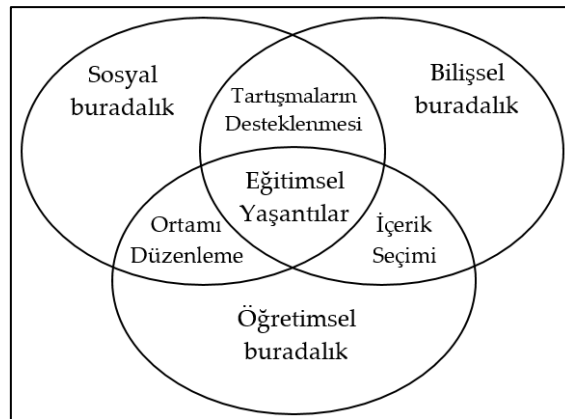 Sosyal
buradalık
Tartışmaların
Desteklenmesi
Bilişsel
buradalık
Eğitimsel
Yaşantılar
Ortamı
Düzenleme
İçerik
Seçimi
Öğretimsel
buradalık